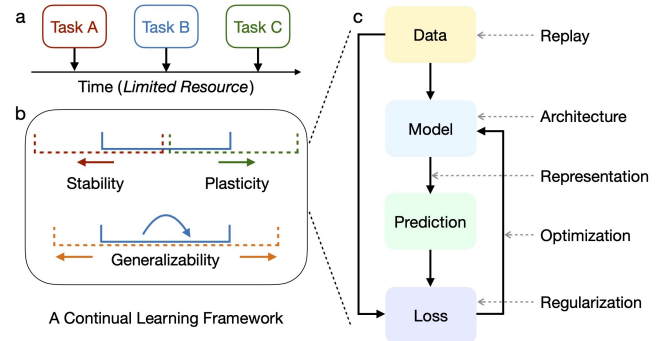 a
Task A
Task B
Task C
Time (Limited Resource)
b
Stability
Plasticity
Generalizability
A Continual Learning Framework
c
Data
Replay
Model
Architecture
Representation
Prediction
Optimization
Loss
Regularization